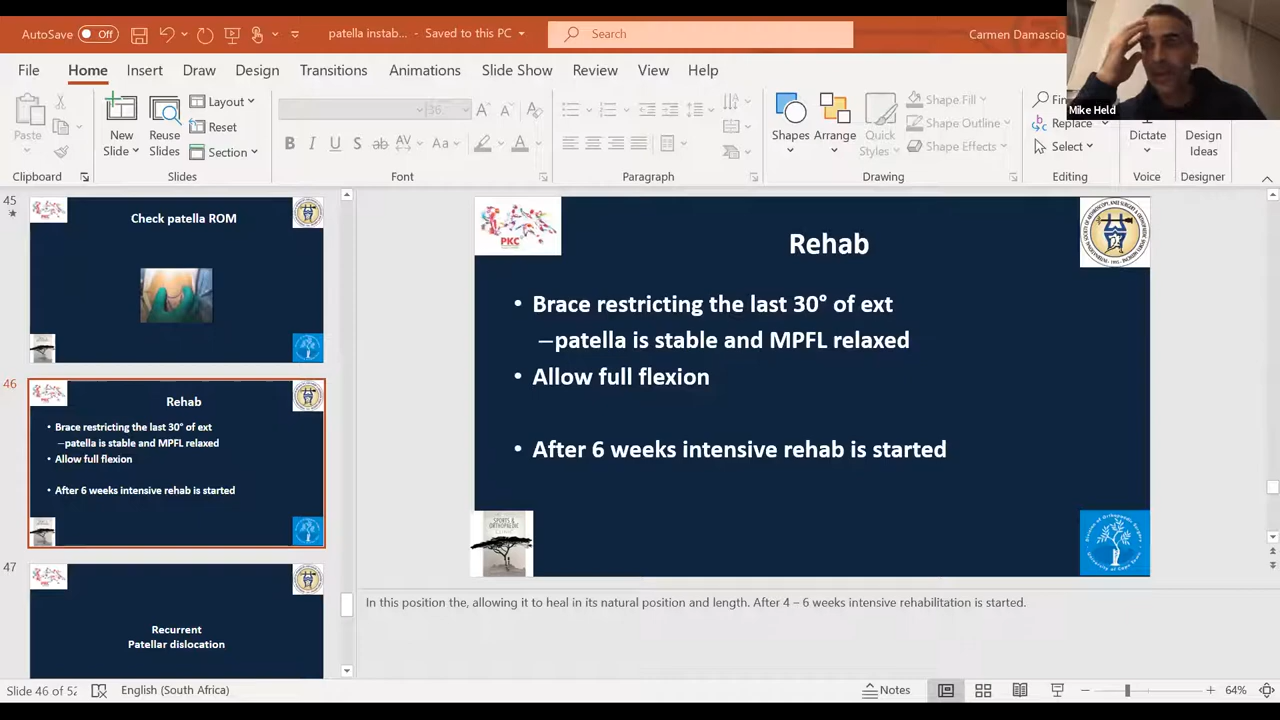 AutoSave Off patella instab... - Saved to this PC Search Carmen Damascio
Mike Held
File Home Insert Draw Design Transitions Animations Slide Show Review View Help
Paste New Slide Reuse Slides Layout Reset Section
36
B I U S ab AV Aa A
Shapes Arrange Quick Styles Shape Fill Shape Outline Shape Effects
Replace Select
Dictate Design Ideas
Clipboard Slides Font Paragraph Drawing Editing Voice Designer
45
Check patella ROM
46
Rehab
• Brace restricting the last 30° of ext
–patella is stable and MPFL relaxed
• Allow full flexion
• After 6 weeks intensive rehab is started
47
Recurrent
Patellar dislocation
PKC
Rehab
• Brace restricting the last 30° of ext
–patella is stable and MPFL relaxed
• Allow full flexion
• After 6 weeks intensive rehab is started
SPORTS & ORTHOPAEDIC
In this position the, allowing it to heal in its natural position and length. After 4 – 6 weeks intensive rehabilitation is started.
Slide 46 of 52 English (South Africa) Notes 64%